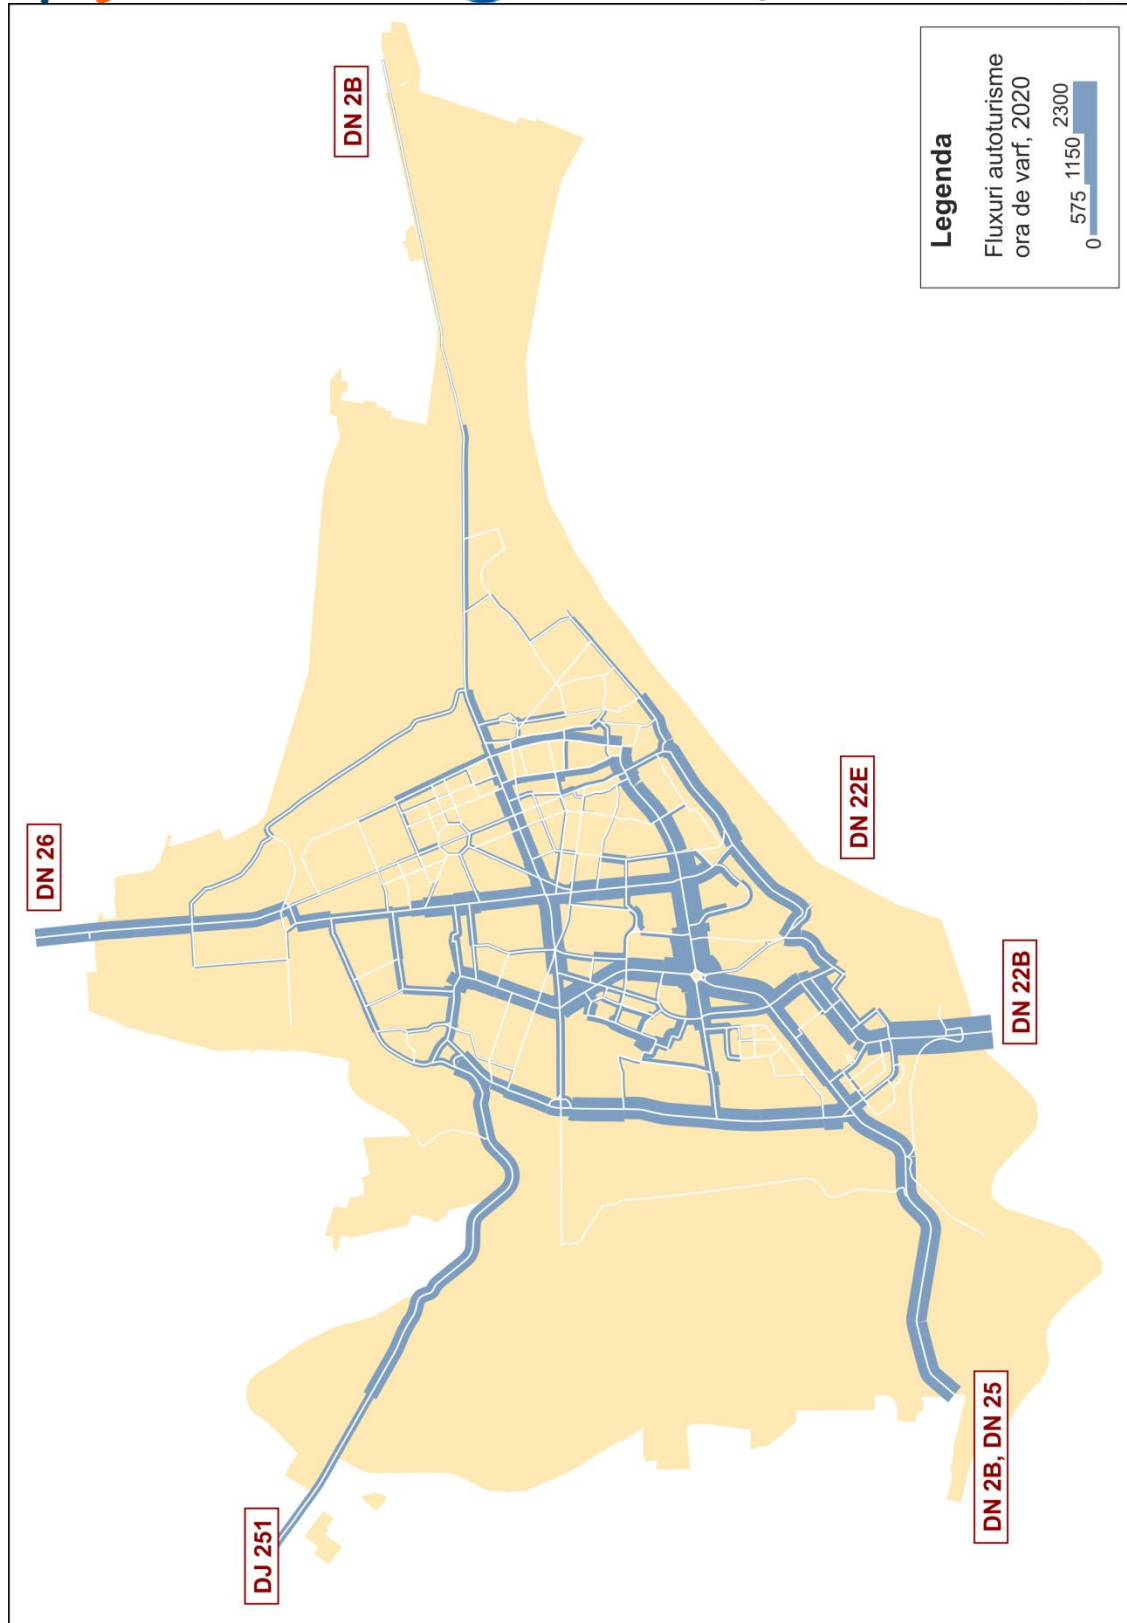 DN 2B
DN 26
DN 22E
DN 22B
DN 2B, DN 25
DJ 251
Legenda
Fluxuri autoturisme
ora de varf, 2020
0 575 1150 2300